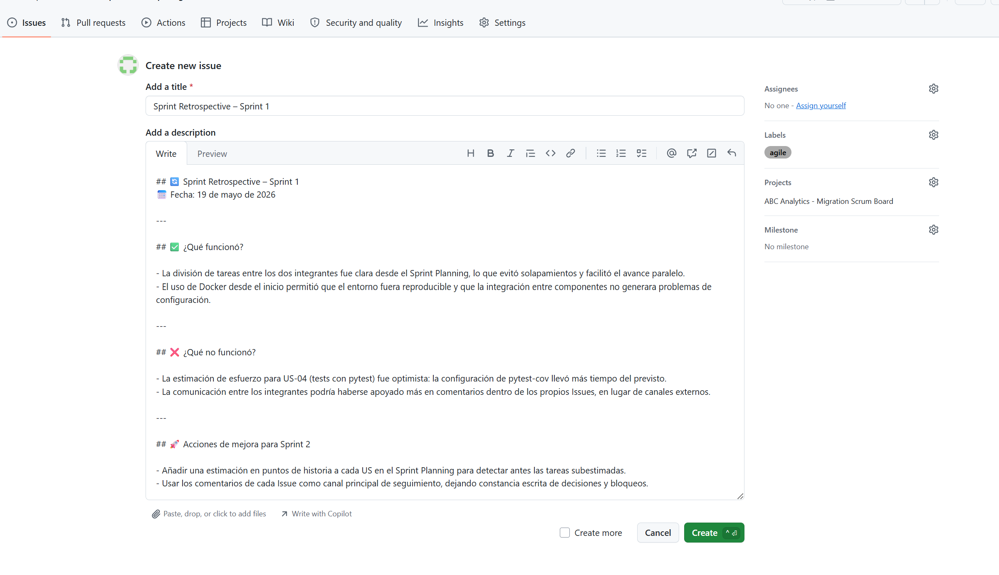 Issues
Pull requests
Actions
Projects
Wiki
Security and quality
Insights
Settings
Create new issue
Add a title *
Sprint Retrospective – Sprint 1
Add a description
Write
Preview
## 🔄 Sprint Retrospective – Sprint 1
📅 Fecha: 19 de mayo de 2026
---
## ✅ ¿Qué funcionó?
- La división de tareas entre los dos integrantes fue clara desde el Sprint Planning, lo que evitó solapamientos y facilitó el avance paralelo.
- El uso de Docker desde el inicio permitió que el entorno fuera reproducible y que la integración entre componentes no generara problemas de
configuración.
---
## ❌ ¿Qué no funcionó?
- La estimación de esfuerzo para US-04 (tests con pytest) fue optimista: la configuración de pytest-cov llevó más tiempo del previsto.
- La comunicación entre los integrantes podría haberse apoyado más en comentarios dentro de los propios Issues, en lugar de canales externos.
---
## 🚀 Acciones de mejora para Sprint 2
- Añadir una estimación en puntos de historia a cada US en el Sprint Planning para detectar antes las tareas subestimadas.
- Usar los comentarios de cada Issue como canal principal de seguimiento, dejando constancia escrita de decisiones y bloqueos.
Paste, drop, or click to add files
Write with Copilot
Create more
Cancel
Create ^ ⏎
Assignees
No one - Assign yourself
Labels
agile
Projects
ABC Analytics - Migration Scrum Board
Milestone
No milestone